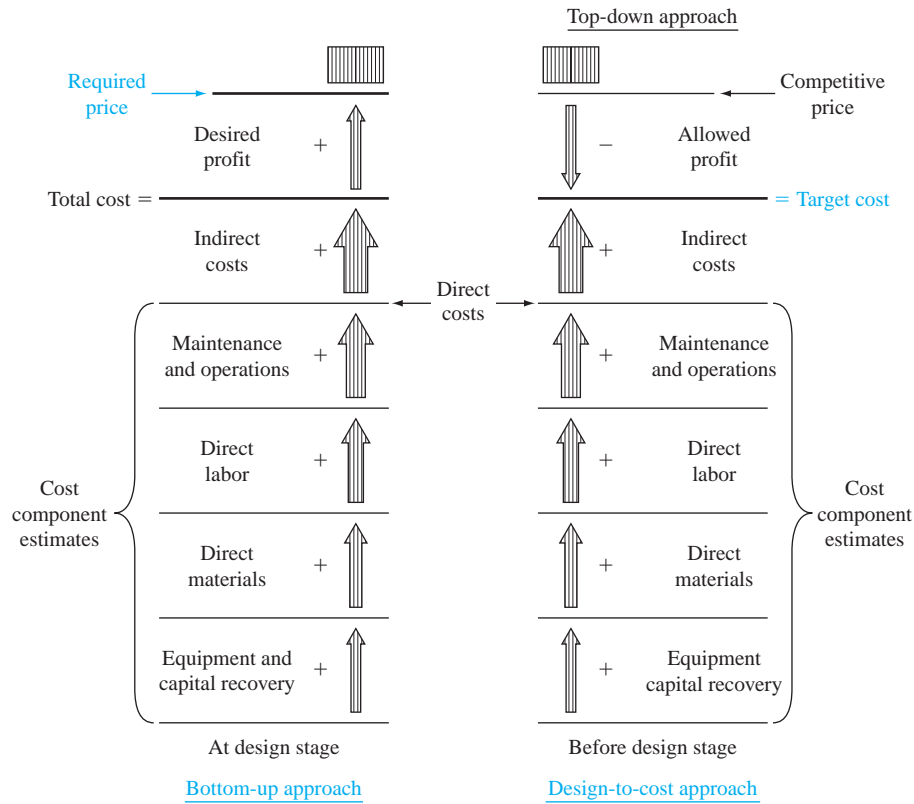 Top-down approach
Required
price
Competitive
price
Desired
profit
+
−
Allowed
profit
Total cost =
= Target cost
Indirect
costs
+
+
Indirect
costs
Direct
costs
Maintenance
and operations
+
+
Maintenance
and operations
Direct
labor
+
+
Direct
labor
Cost
component
estimates
Cost
component
estimates
Direct
materials
+
+
Direct
materials
Equipment and
capital recovery
+
+
Equipment
capital recovery
At design stage
Before design stage
Bottom-up approach
Design-to-cost approach